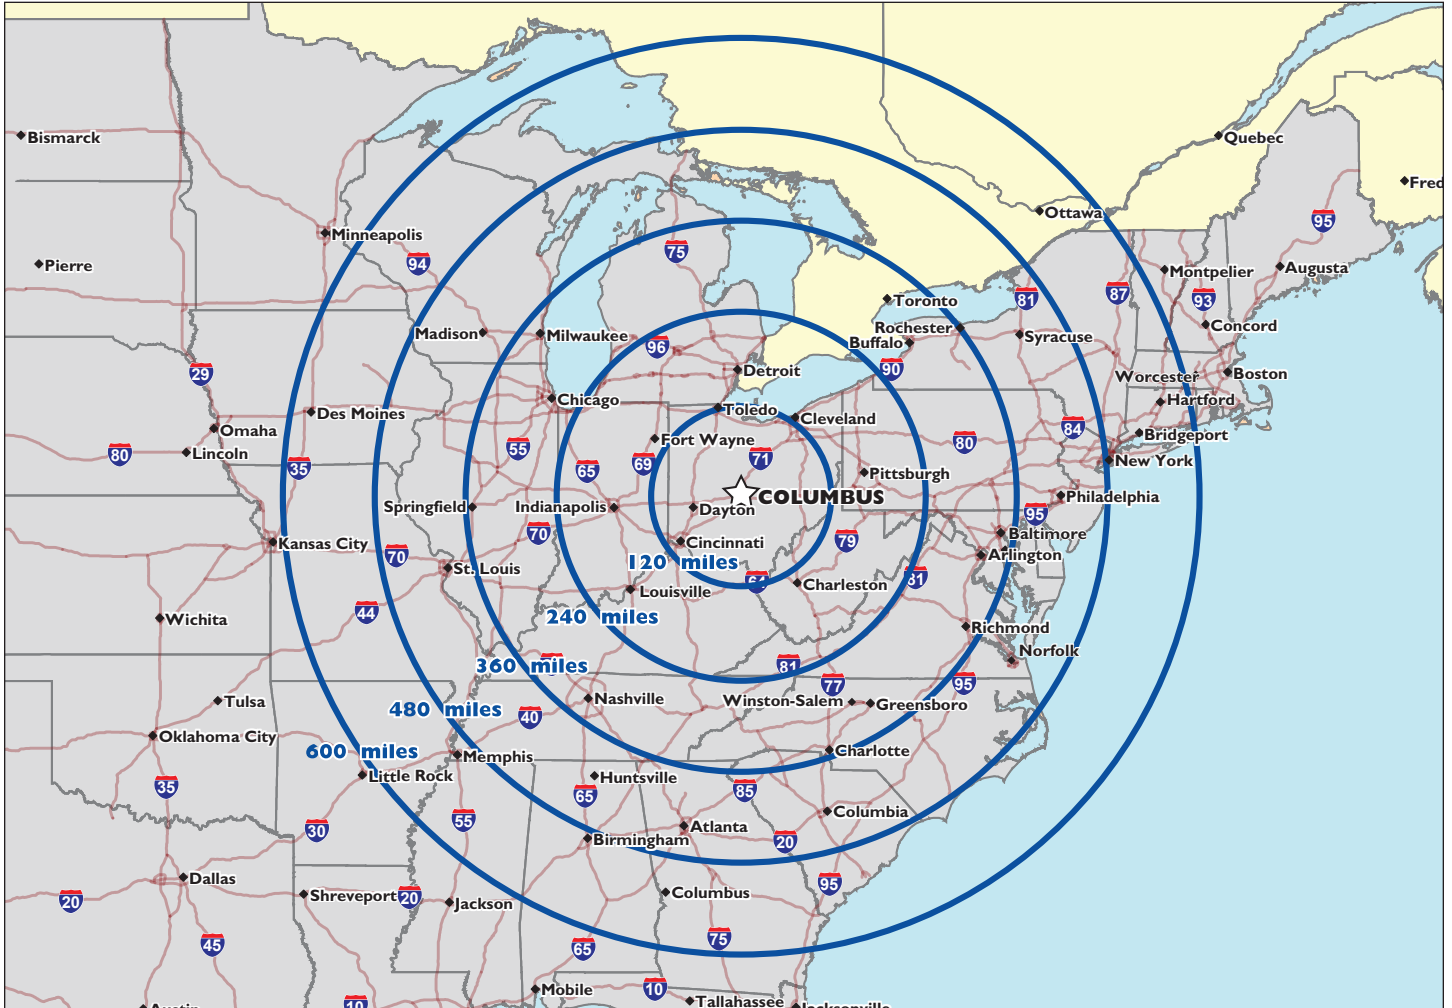 Bismarck
Quebec
Fred
Ottawa
95
Minneapolis
94
75
Pierre
Montpelier
Augusta
81
87
93
Toronto
Concord
Madison
Milwaukee
Rochester
Syracuse
Buffalo
96
90
29
Detroit
Worcester
Boston
Chicago
Hartford
Des Moines
Toledo
Cleveland
Omaha
84
Fort Wayne
Bridgeport
80
Lincoln
55
71
80
35
65
69
New York
Pittsburgh
COLUMBUS
Philadelphia
Springfield
Indianapolis
Dayton
95
70
Baltimore
Kansas City
Cincinnati
79
70
Arlington
120 miles
St. Louis
64
Charleston
81
Louisville
44
240 miles
Wichita
Richmond
Norfolk
360 miles
81
77
95
Tulsa
Nashville
Winston-Salem
Greensboro
480 miles
40
Oklahoma City
600 miles
Memphis
Charlotte
Little Rock
Huntsville
35
65
85
Columbia
55
30
Atlanta
Birmingham
20
Dallas
95
20
Shreveport
20
Jackson
Columbus
45
65
75
Mobile
10
Tallahassee
10
Austin
Jacksonville